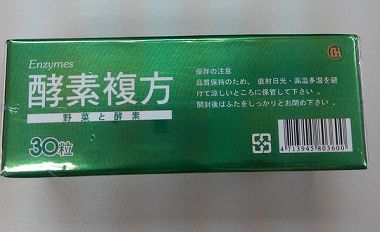 Enzymes
酵素複方
野菜と酵素
30粒
保存の注意
品質保持のため、直射日光・高温多湿を避
けて涼しいところに保管して下さい。
開封後はふたをしっかりとお閉め下さい。
4713945803600